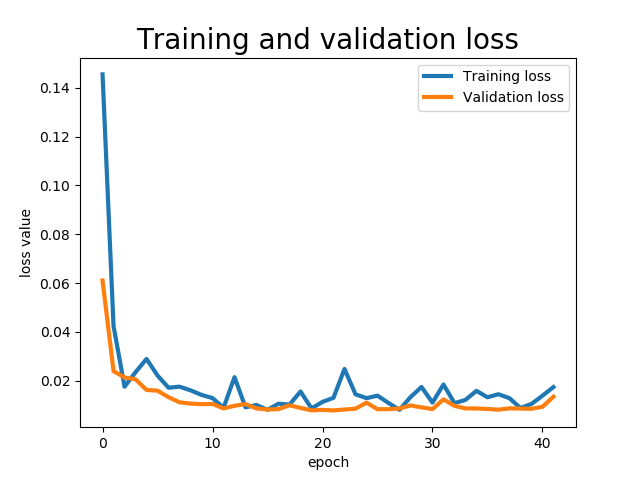 Training and validation loss
Training loss
Validation loss
0.14
0.12
0.10
0.08
0.06
0.04
0.02
loss value
0 10 20 30 40
epoch